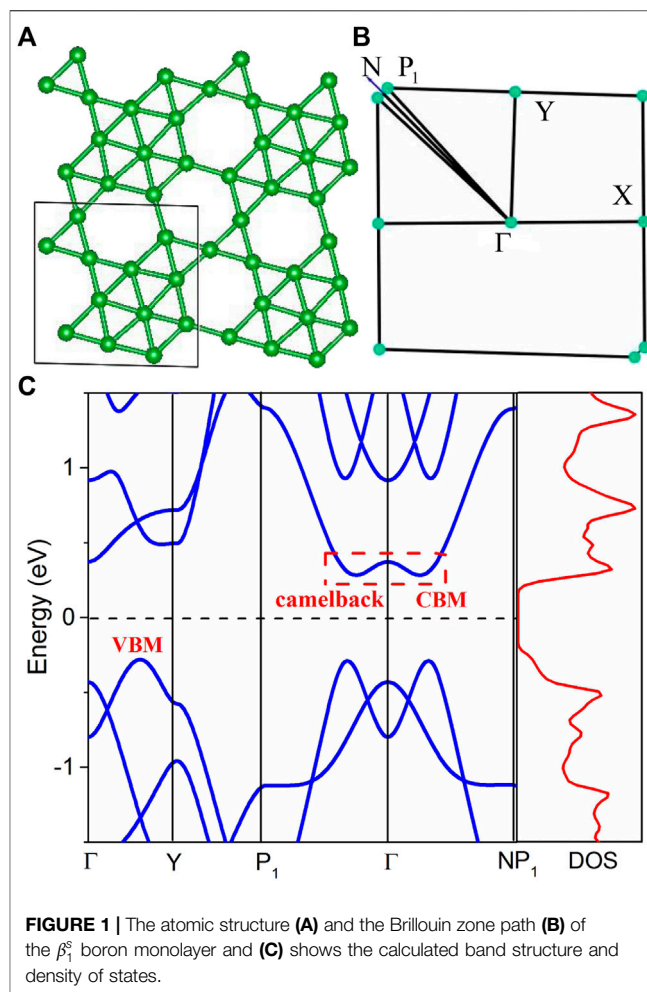 A
B
N P₁
Y
X
Γ
C
Energy (eV)
1
0
-1
camelback CBM
VBM
Γ Y P₁ Γ NP₁ DOS
FIGURE 1 | The atomic structure (A) and the Brillouin zone path (B) of
the β₁ˢ boron monolayer and (C) shows the calculated band structure and
density of states.